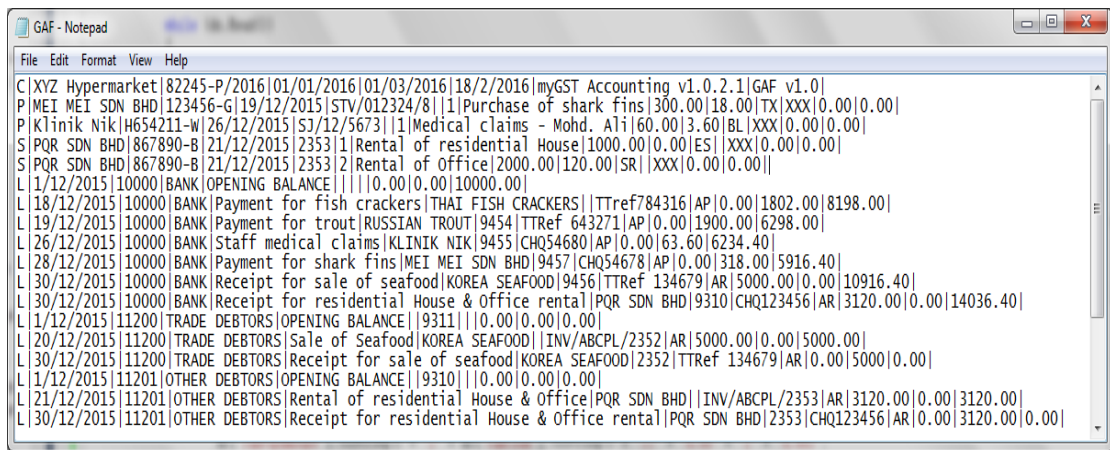 GAF - Notepad
File Edit Format View Help
C|XYZ Hypermarket|82245-P/2016|01/01/2016|01/03/2016|18/2/2016|myGST Accounting v1.0.2.1|GAF v1.0|
P|MEI MEI SDN BHD|123456-G|19/12/2015|STV/012324/8||1|Purchase of shark fins|300.00|18.00|TX|XXX|0.00|0.00|
P|Klinik Nik|H654211-W|26/12/2015|SJ/12/5673||1|Medical claims - Mohd. Ali|60.00|3.60|BL|XXX|0.00|0.00|
S|PQR SDN BHD|867890-B|21/12/2015|2353|1|Rental of residential House|1000.00|0.00|ES||XXX|0.00|0.00|
S|PQR SDN BHD|867890-B|21/12/2015|2353|2|Rental of Office|2000.00|120.00|SR||XXX|0.00|0.00||
L|1/12/2015|10000|BANK|OPENING BALANCE|||||0.00|0.00|10000.00|
L|18/12/2015|10000|BANK|Payment for fish crackers|THAI FISH CRACKERS||TTref784316|AP|0.00|1802.00|8198.00|
L|19/12/2015|10000|BANK|Payment for trout|RUSSIAN TROUT|9454|TTRef 643271|AP|0.00|1900.00|6298.00|
L|26/12/2015|10000|BANK|Staff medical claims|KLINIK NIK|9455|CHQ54680|AP|0.00|63.60|6234.40|
L|28/12/2015|10000|BANK|Payment for shark fins|MEI MEI SDN BHD|9457|CHQ54678|AP|0.00|318.00|5916.40|
L|30/12/2015|10000|BANK|Receipt for sale of seafood|KOREA SEAFOOD|9456|TTRef 134679|AR|5000.00|0.00|10916.40|
L|30/12/2015|10000|BANK|Receipt for residential House & Office rental|PQR SDN BHD|9310|CHQ123456|AR|3120.00|0.00|14036.40|
L|1/12/2015|11200|TRADE DEBTORS|OPENING BALANCE||9311|||0.00|0.00|0.00|
L|20/12/2015|11200|TRADE DEBTORS|Sale of Seafood|KOREA SEAFOOD||INV/ABCPL/2352|AR|5000.00|0.00|5000.00|
L|30/12/2015|11200|TRADE DEBTORS|Receipt for sale of seafood|KOREA SEAFOOD|2352|TTRef 134679|AR|0.00|5000|0.00|
L|1/12/2015|11201|OTHER DEBTORS|OPENING BALANCE||9310|||0.00|0.00|0.00|
L|21/12/2015|11201|OTHER DEBTORS|Rental of residential House & Office|PQR SDN BHD||INV/ABCPL/2353|AR|3120.00|0.00|3120.00|
L|30/12/2015|11201|OTHER DEBTORS|Receipt for residential House & Office rental|PQR SDN BHD|2353|CHQ123456|AR|0.00|3120.00|0.00|